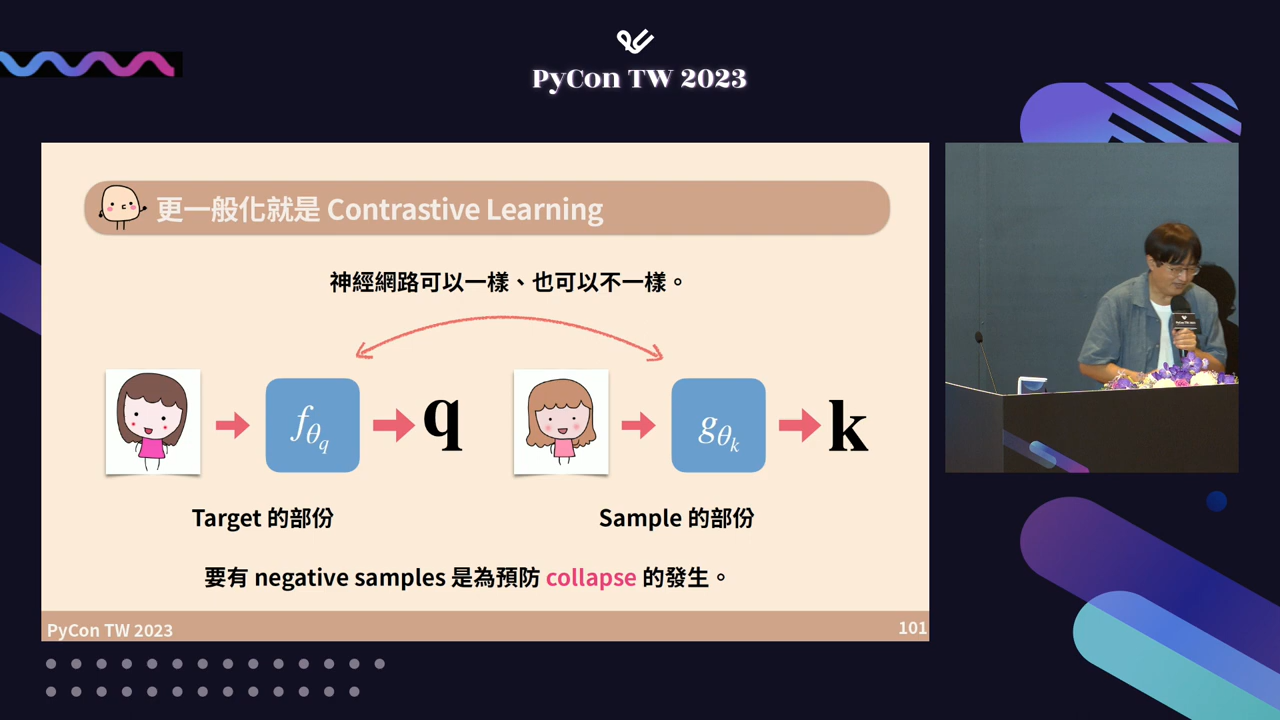 PyCon TW 2023
更一般化就是 Contrastive Learning
神經網路可以一樣、也可以不一樣。
fθq
q
gθk
k
Target 的部份
Sample 的部份
要有 negative samples 是為預防 collapse 的發生。
PyCon TW 2023
101